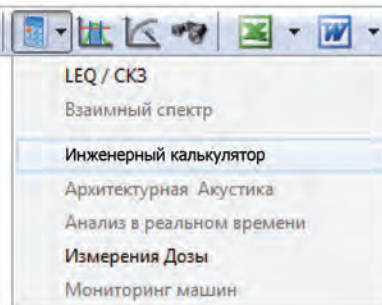 LEQ / СКЗ
Взаимный спектр
Инженерный калькулятор
Архитектурная Акустика
Анализ в реальном времени
Измерения Дозы
Мониторинг машин